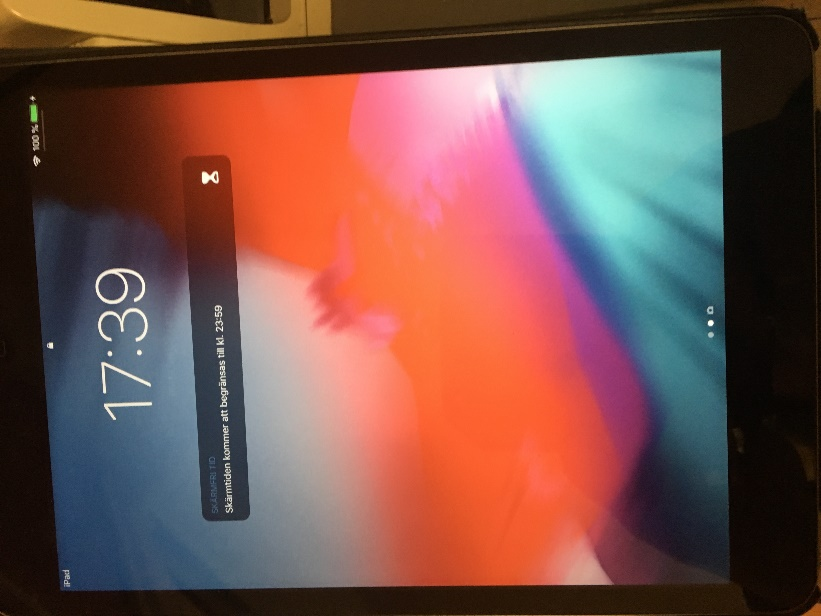 iPad
100 %
17:39
SKÄRMFRI TID
Skärmtiden kommer att begränsas till kl. 23:59